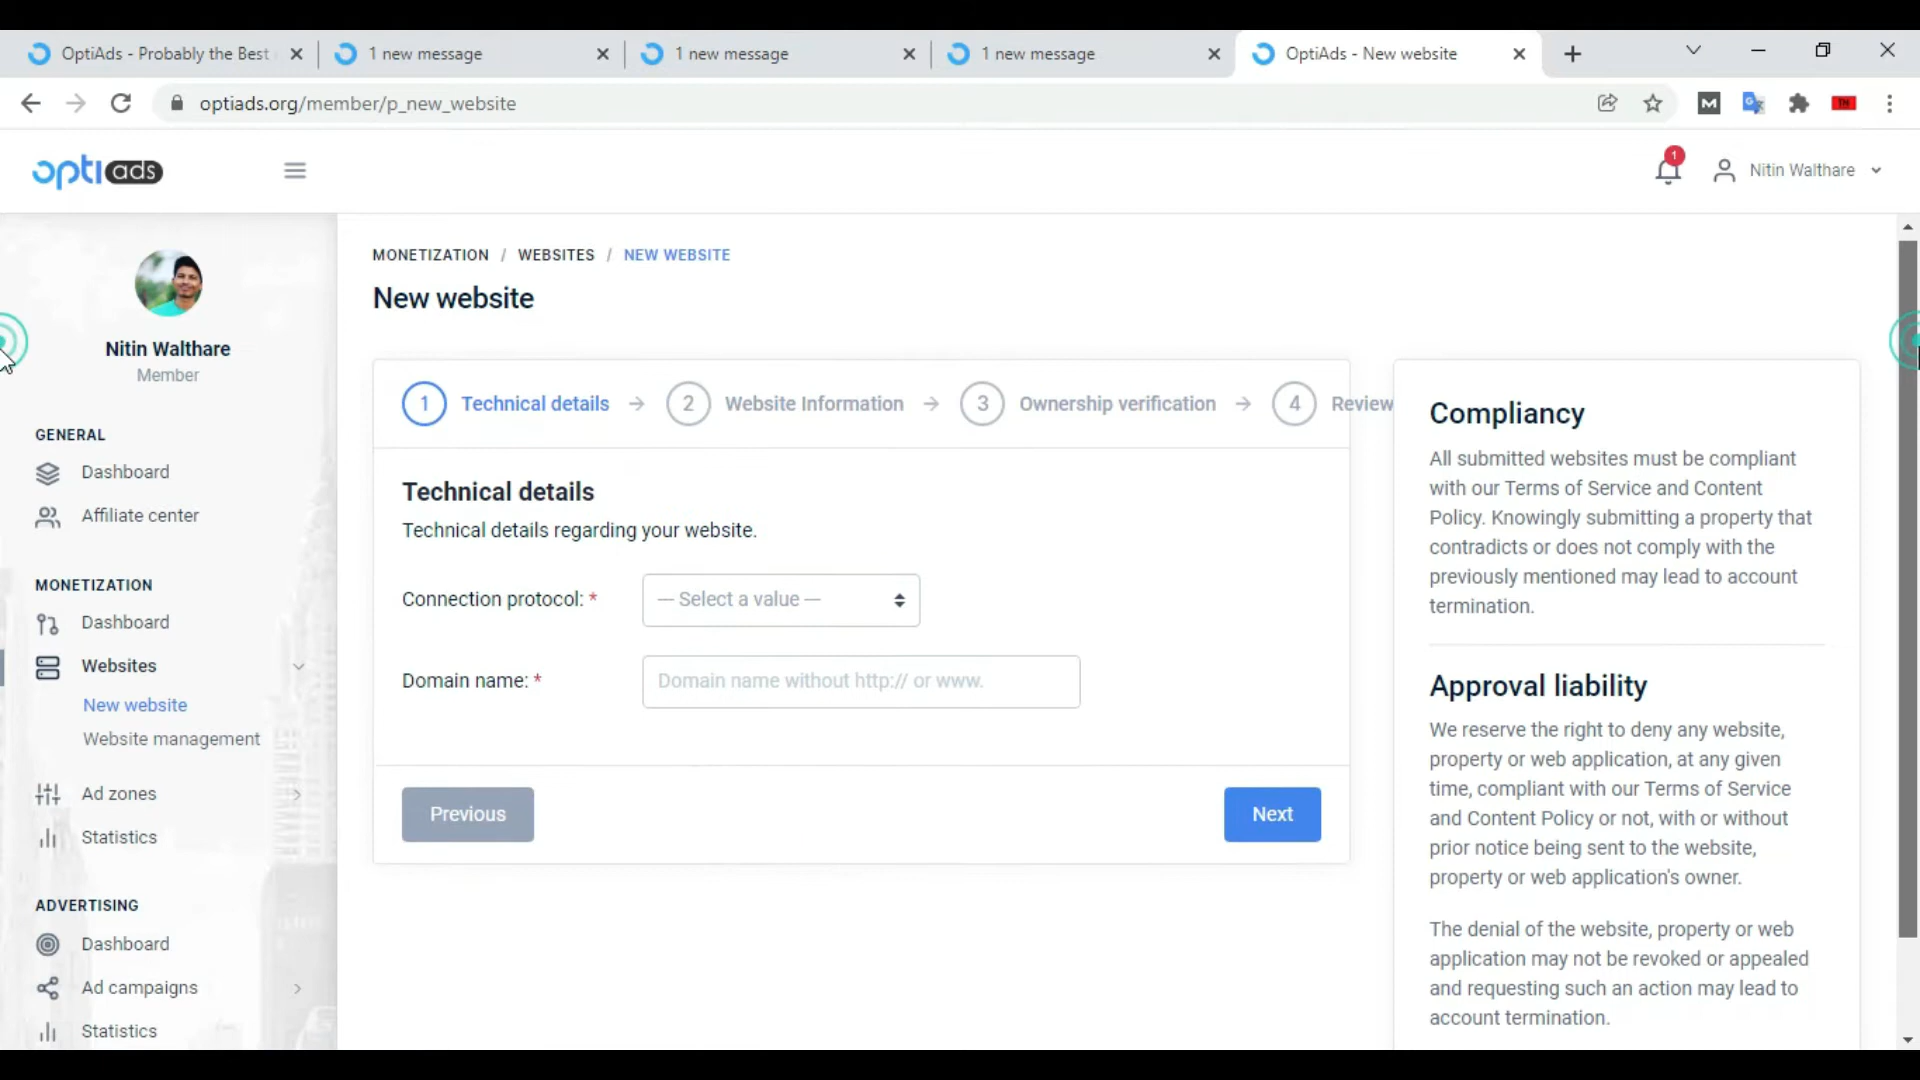 OptiAds - Probably the Best
1 new message
1 new message
1 new message
OptiAds - New website
optiads.org/member/p_new_website
opti ads
1
Nitin Walthare
Nitin Walthare
Member
GENERAL
Dashboard
Affiliate center
MONETIZATION
Dashboard
Websites
New website
Website management
Ad zones
Statistics
ADVERTISING
Dashboard
Ad campaigns
Statistics
MONETIZATION / WEBSITES / NEW WEBSITE
New website
1 Technical details → 2 Website Information → 3 Ownership verification → 4 Review
Technical details
Technical details regarding your website.
Connection protocol: * — Select a value —
Domain name: * Domain name without http:// or www.
Previous
Next
Compliancy
All submitted websites must be compliant
with our Terms of Service and Content
Policy. Knowingly submitting a property that
contradicts or does not comply with the
previously mentioned may lead to account
termination.
Approval liability
We reserve the right to deny any website,
property or web application, at any given
time, compliant with our Terms of Service
and Content Policy or not, with or without
prior notice being sent to the website,
property or web application's owner.
The denial of the website, property or web
application may not be revoked or appealed
and requesting such an action may lead to
account termination.